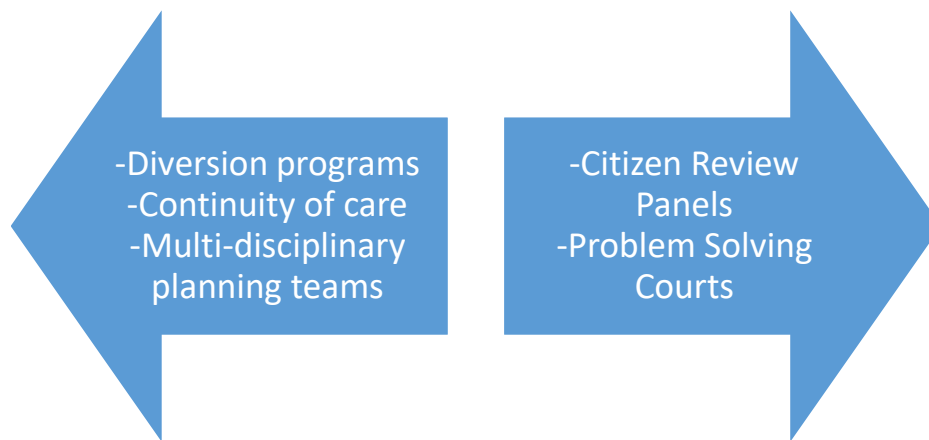 -Diversion programs
-Continuity of care
-Multi-disciplinary
planning teams
-Citizen Review
Panels
-Problem Solving
Courts